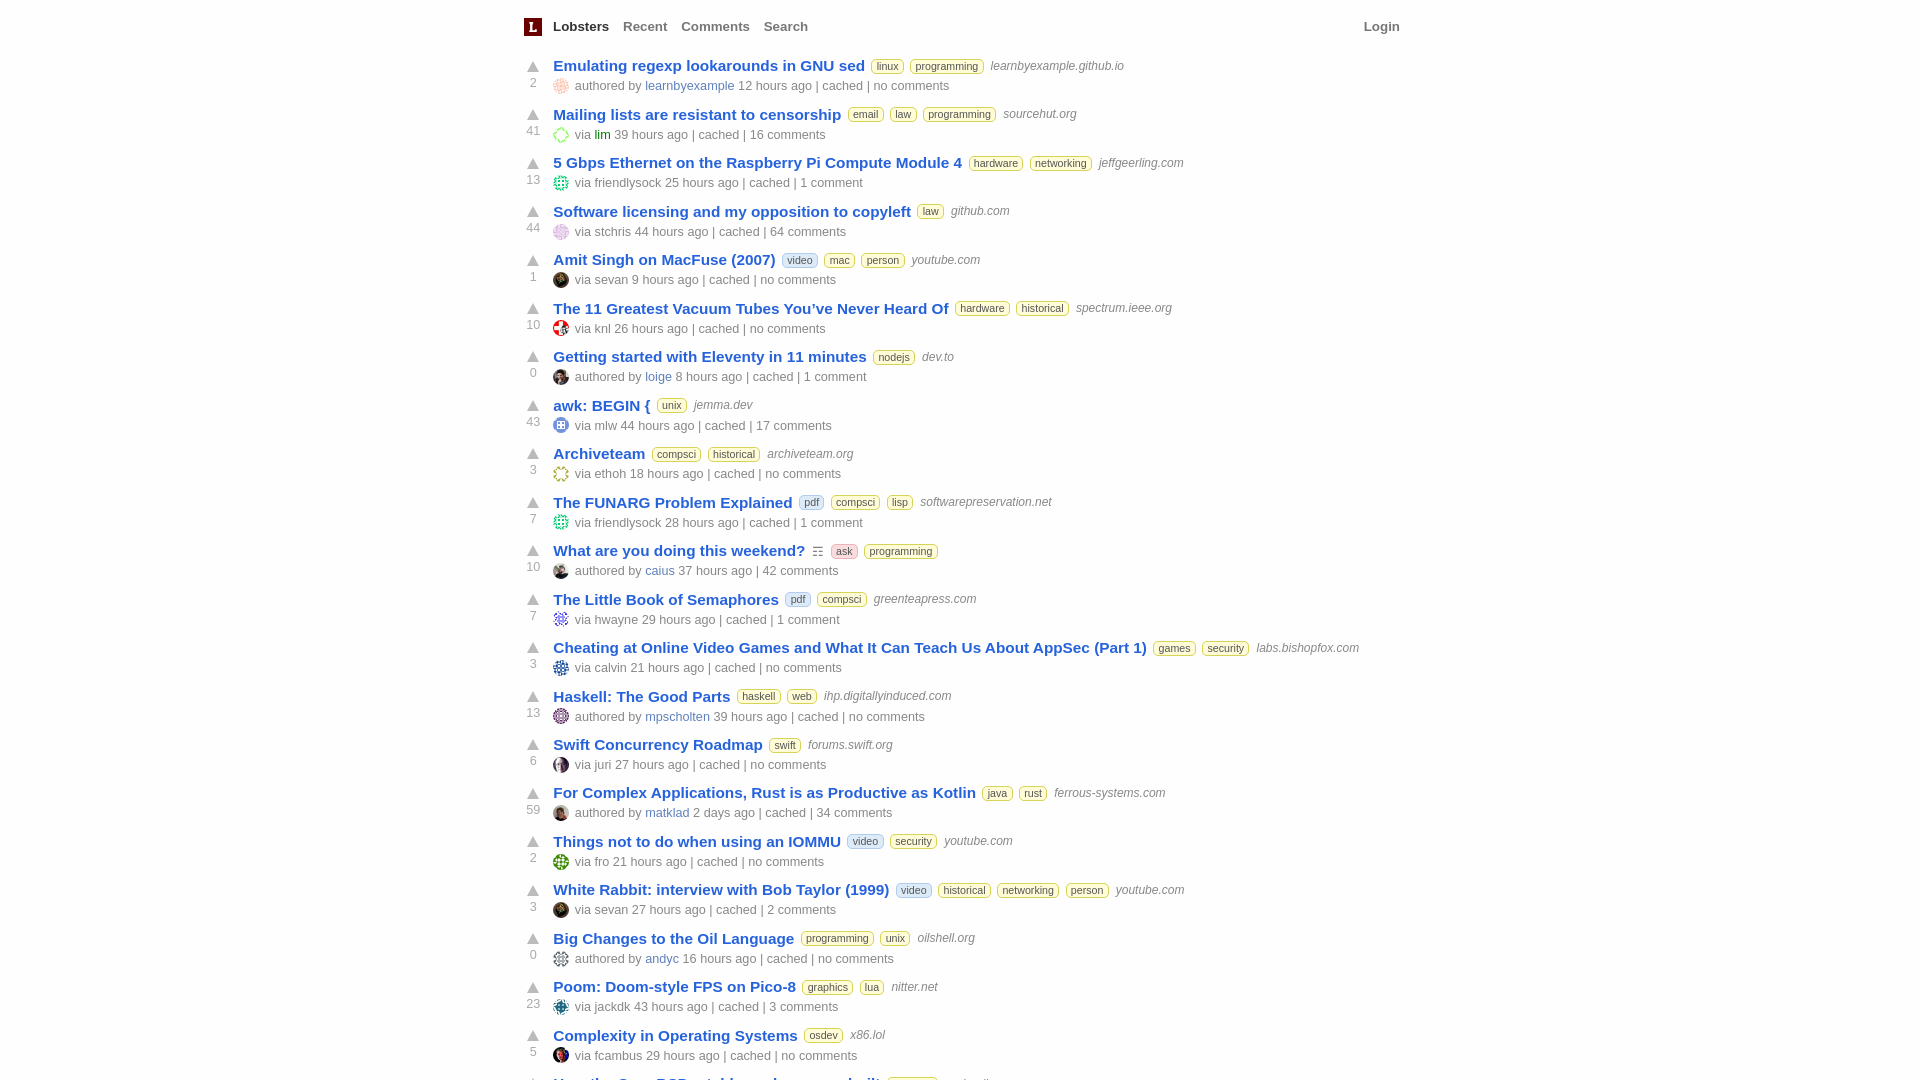 L Lobsters Recent Comments Search Login
Emulating regexp lookarounds in GNU sed linux programming learnbyexample.github.io
2 authored by learnbyexample 12 hours ago | cached | no comments
Mailing lists are resistant to censorship email law programming sourcehut.org
41 via lim 39 hours ago | cached | 16 comments
5 Gbps Ethernet on the Raspberry Pi Compute Module 4 hardware networking jeffgeerling.com
13 via friendlysock 25 hours ago | cached | 1 comment
Software licensing and my opposition to copyleft law github.com
44 via stchris 44 hours ago | cached | 64 comments
Amit Singh on MacFuse (2007) video mac person youtube.com
1 via sevan 9 hours ago | cached | no comments
The 11 Greatest Vacuum Tubes You’ve Never Heard Of hardware historical spectrum.ieee.org
10 via knl 26 hours ago | cached | no comments
Getting started with Eleventy in 11 minutes nodejs dev.to
0 authored by loige 8 hours ago | cached | 1 comment
awk: BEGIN { unix jemma.dev
43 via mlw 44 hours ago | cached | 17 comments
Archiveteam compsci historical archiveteam.org
3 via ethoh 18 hours ago | cached | no comments
The FUNARG Problem Explained pdf compsci lisp softwarepreservation.net
7 via friendlysock 28 hours ago | cached | 1 comment
What are you doing this weekend? ☶ ask programming
10 authored by caius 37 hours ago | 42 comments
The Little Book of Semaphores pdf compsci greenteapress.com
7 via hwayne 29 hours ago | cached | 1 comment
Cheating at Online Video Games and What It Can Teach Us About AppSec (Part 1) games security labs.bishopfox.com
3 via calvin 21 hours ago | cached | no comments
Haskell: The Good Parts haskell web ihp.digitallyinduced.com
13 authored by mpscholten 39 hours ago | cached | no comments
Swift Concurrency Roadmap swift forums.swift.org
6 via juri 27 hours ago | cached | no comments
For Complex Applications, Rust is as Productive as Kotlin java rust ferrous-systems.com
59 authored by matklad 2 days ago | cached | 34 comments
Things not to do when using an IOMMU video security youtube.com
2 via fro 21 hours ago | cached | no comments
White Rabbit: interview with Bob Taylor (1999) video historical networking person youtube.com
3 via sevan 27 hours ago | cached | 2 comments
Big Changes to the Oil Language programming unix oilshell.org
0 authored by andyc 16 hours ago | cached | no comments
Poom: Doom-style FPS on Pico-8 graphics lua nitter.net
23 via jackdk 43 hours ago | cached | 3 comments
Complexity in Operating Systems osdev x86.lol
5 via fcambus 29 hours ago | cached | no comments